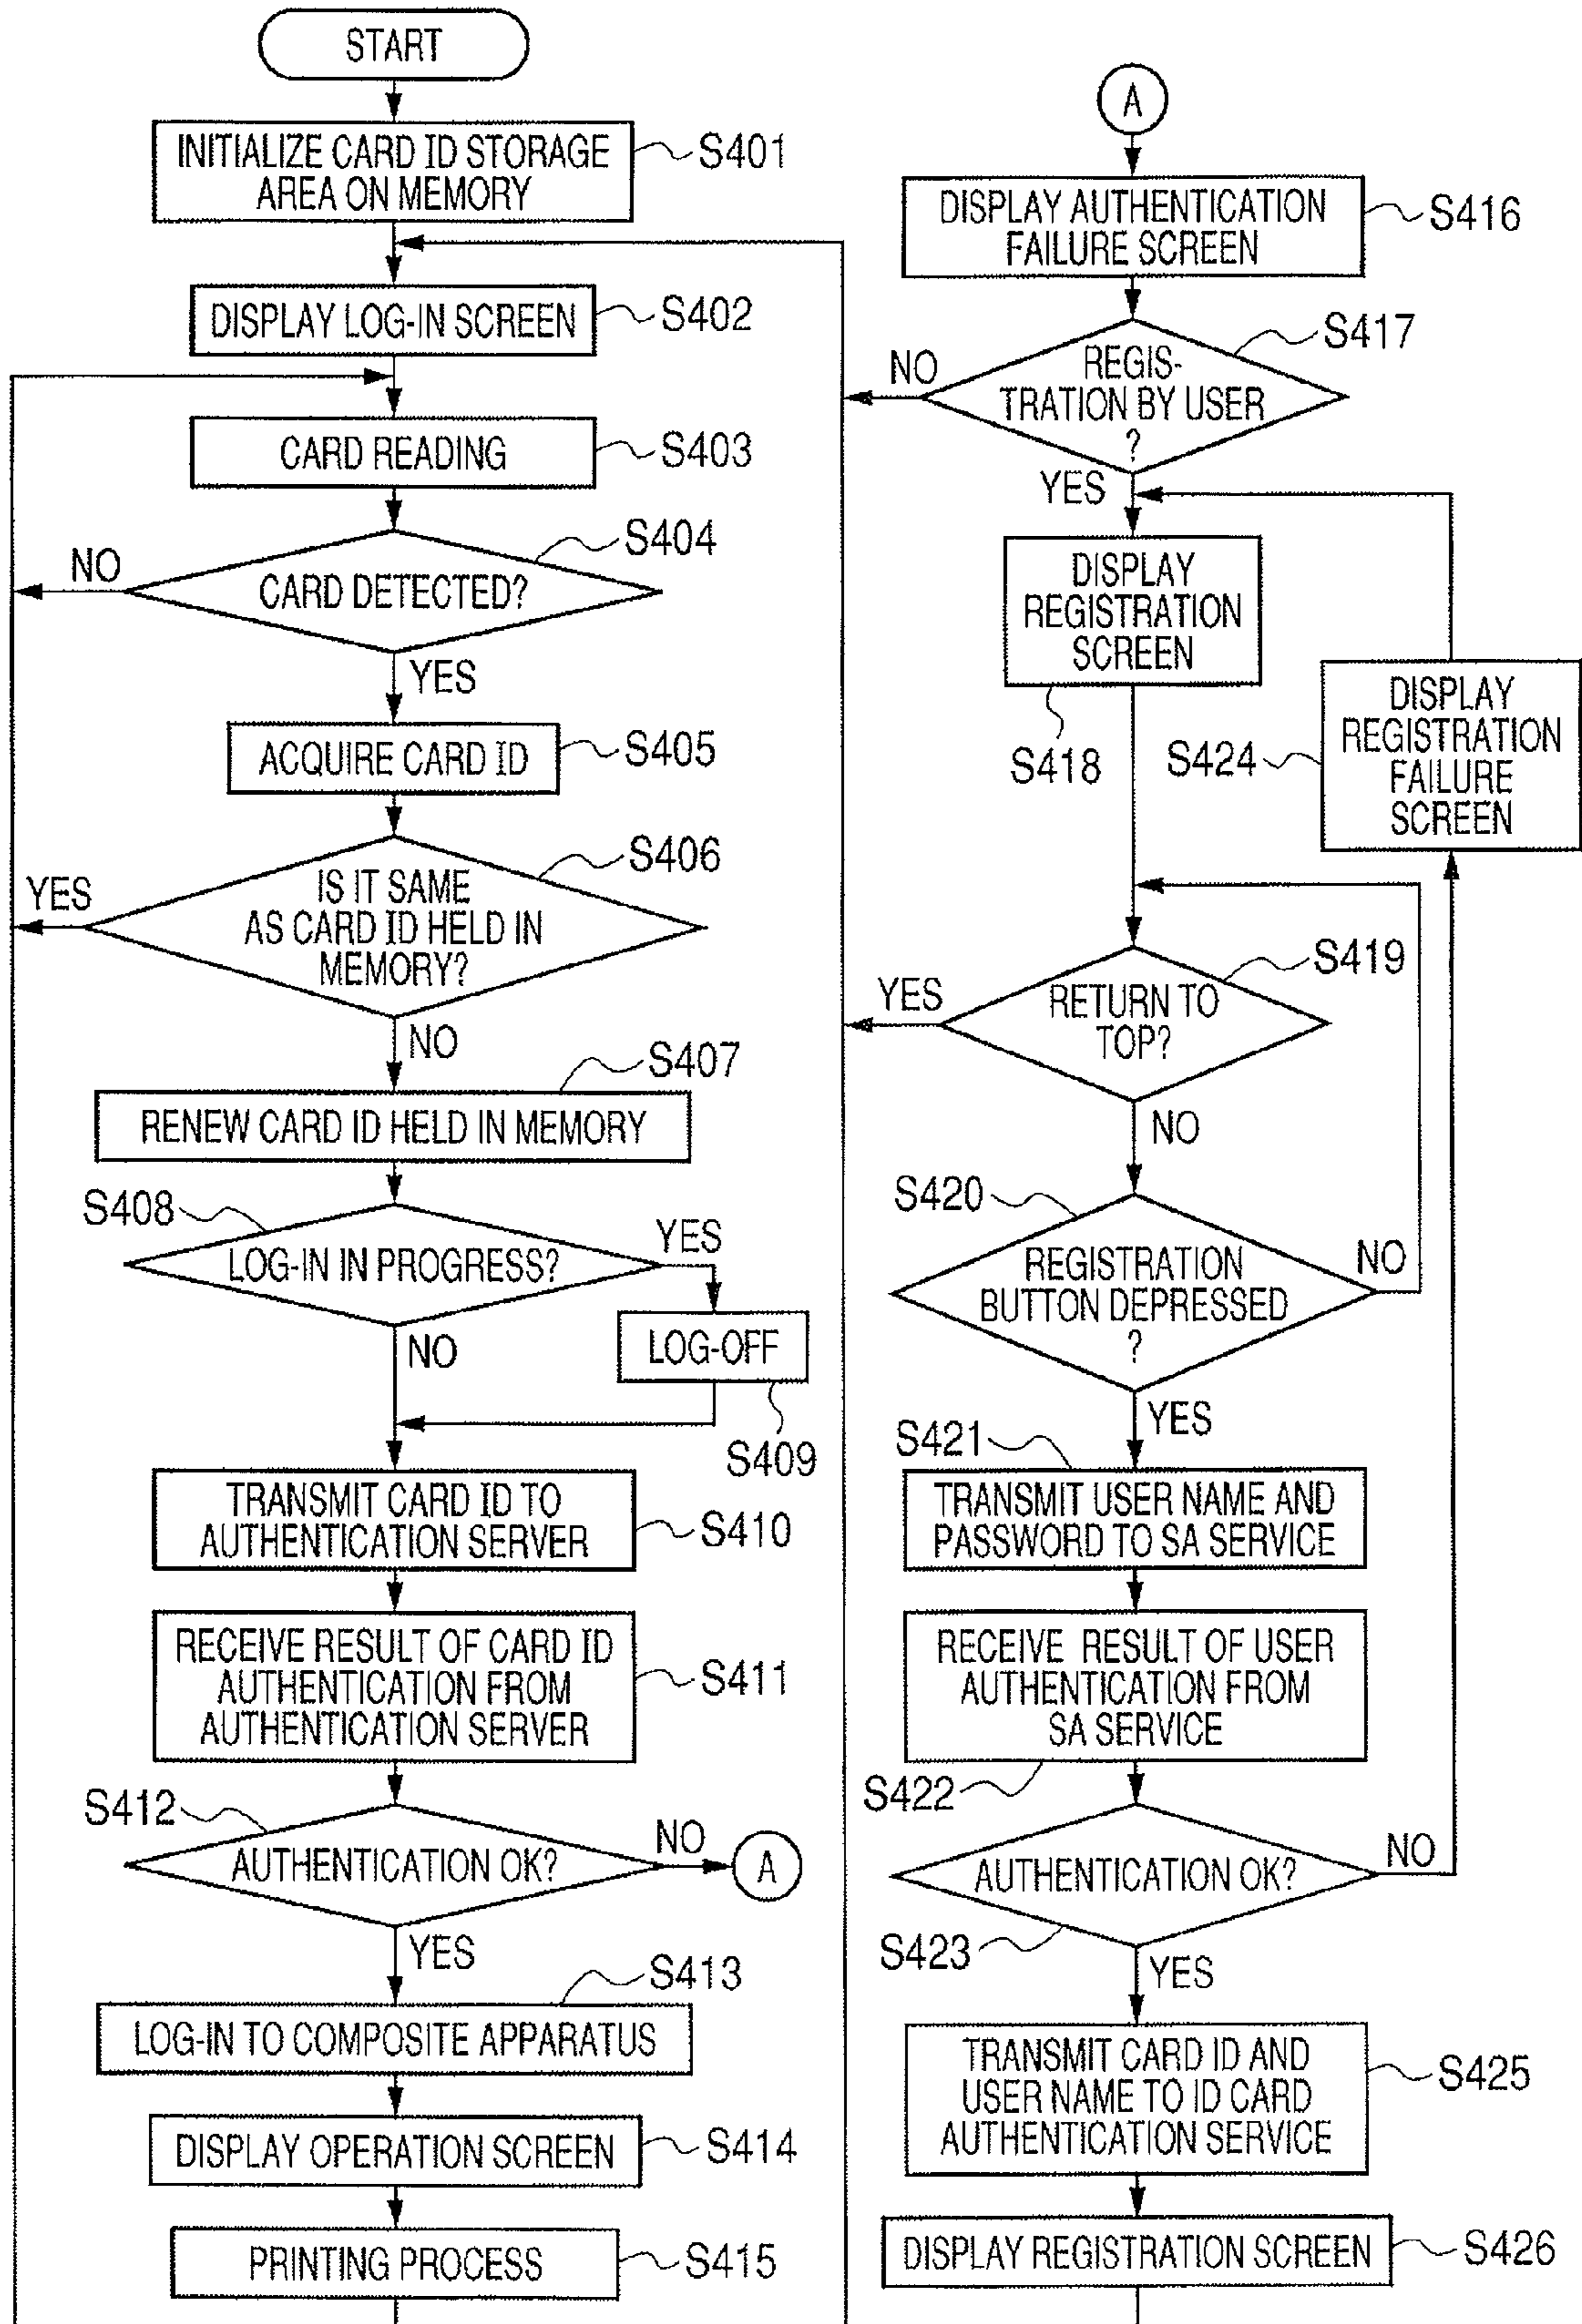 START
INITIALIZE CARD ID STORAGE
AREA ON MEMORY
S401
DISPLAY LOG-IN SCREEN
S402
CARD READING
S403
S404
NO
CARD DETECTED?
YES
ACQUIRE CARD ID
S405
S406
YES
IS IT SAME
AS CARD ID HELD IN
MEMORY?
NO
S407
RENEW CARD ID HELD IN MEMORY
S408
YES
LOG-IN IN PROGRESS?
NO
LOG-OFF
S409
TRANSMIT CARD ID TO
AUTHENTICATION SERVER
S410
RECEIVE RESULT OF CARD ID
AUTHENTICATION FROM
AUTHENTICATION SERVER
S411
S412
NO
AUTHENTICATION OK?
A
YES
S413
LOG-IN TO COMPOSITE APPARATUS
DISPLAY OPERATION SCREEN
S414
PRINTING PROCESS
S415
A
DISPLAY AUTHENTICATION
FAILURE SCREEN
S416
S417
NO
REGIS-
TRATION BY USER
?
YES
DISPLAY
REGISTRATION
SCREEN
S418
S424
DISPLAY
REGISTRATION
FAILURE
SCREEN
S419
YES
RETURN TO
TOP?
NO
S420
NO
REGISTRATION
BUTTON DEPRESSED
?
YES
S421
TRANSMIT USER NAME AND
PASSWORD TO SA SERVICE
RECEIVE RESULT OF USER
AUTHENTICATION FROM
SA SERVICE
S422
NO
AUTHENTICATION OK?
S423
YES
TRANSMIT CARD ID AND
USER NAME TO ID CARD
AUTHENTICATION SERVICE
S425
DISPLAY REGISTRATION SCREEN
S426